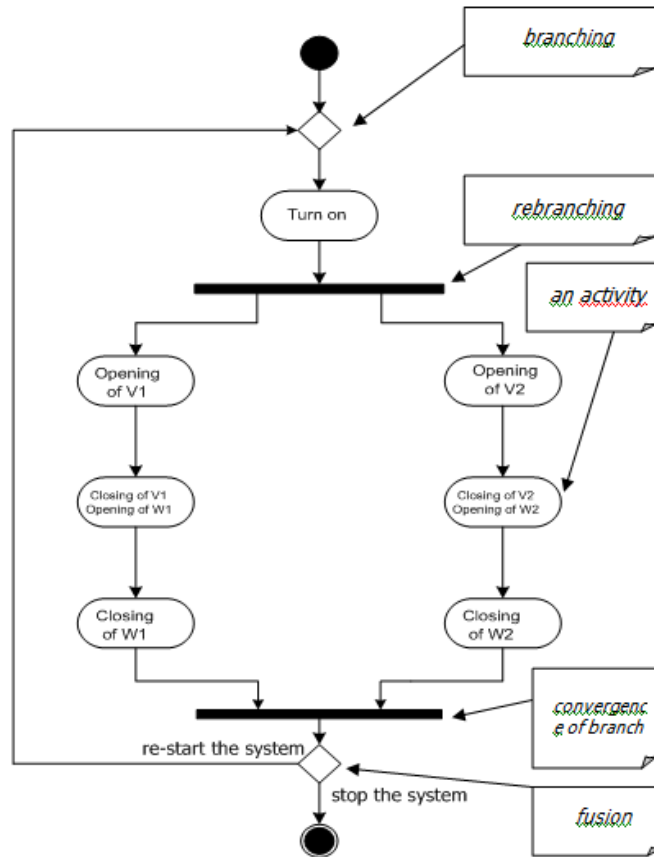 branching
Turn on
rebranching
an activity
Opening
of V1
Opening
of V2
Closing of V1
Opening of W1
Closing of V2
Opening of W2
Closing
of W1
Closing
of W2
convergenc
e of branch
re-start the system
stop the system
fusion